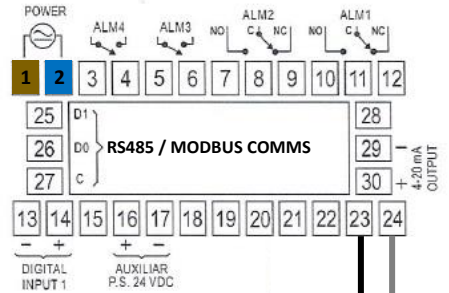 POWER
ALM4 ALM3 ALM2 ALM1
NO C NC NO C NC
1 2 3 4 5 6 7 8 9 10 11 12
25 D1 28
26 D0 RS485 / MODBUS COMMS 29 −
27 C 30 +
4-20 mA
OUTPUT
13 14 15 16 17 18 19 20 21 22 23 24
− + + −
DIGITAL AUXILIAR
INPUT 1 P.S. 24 VDC